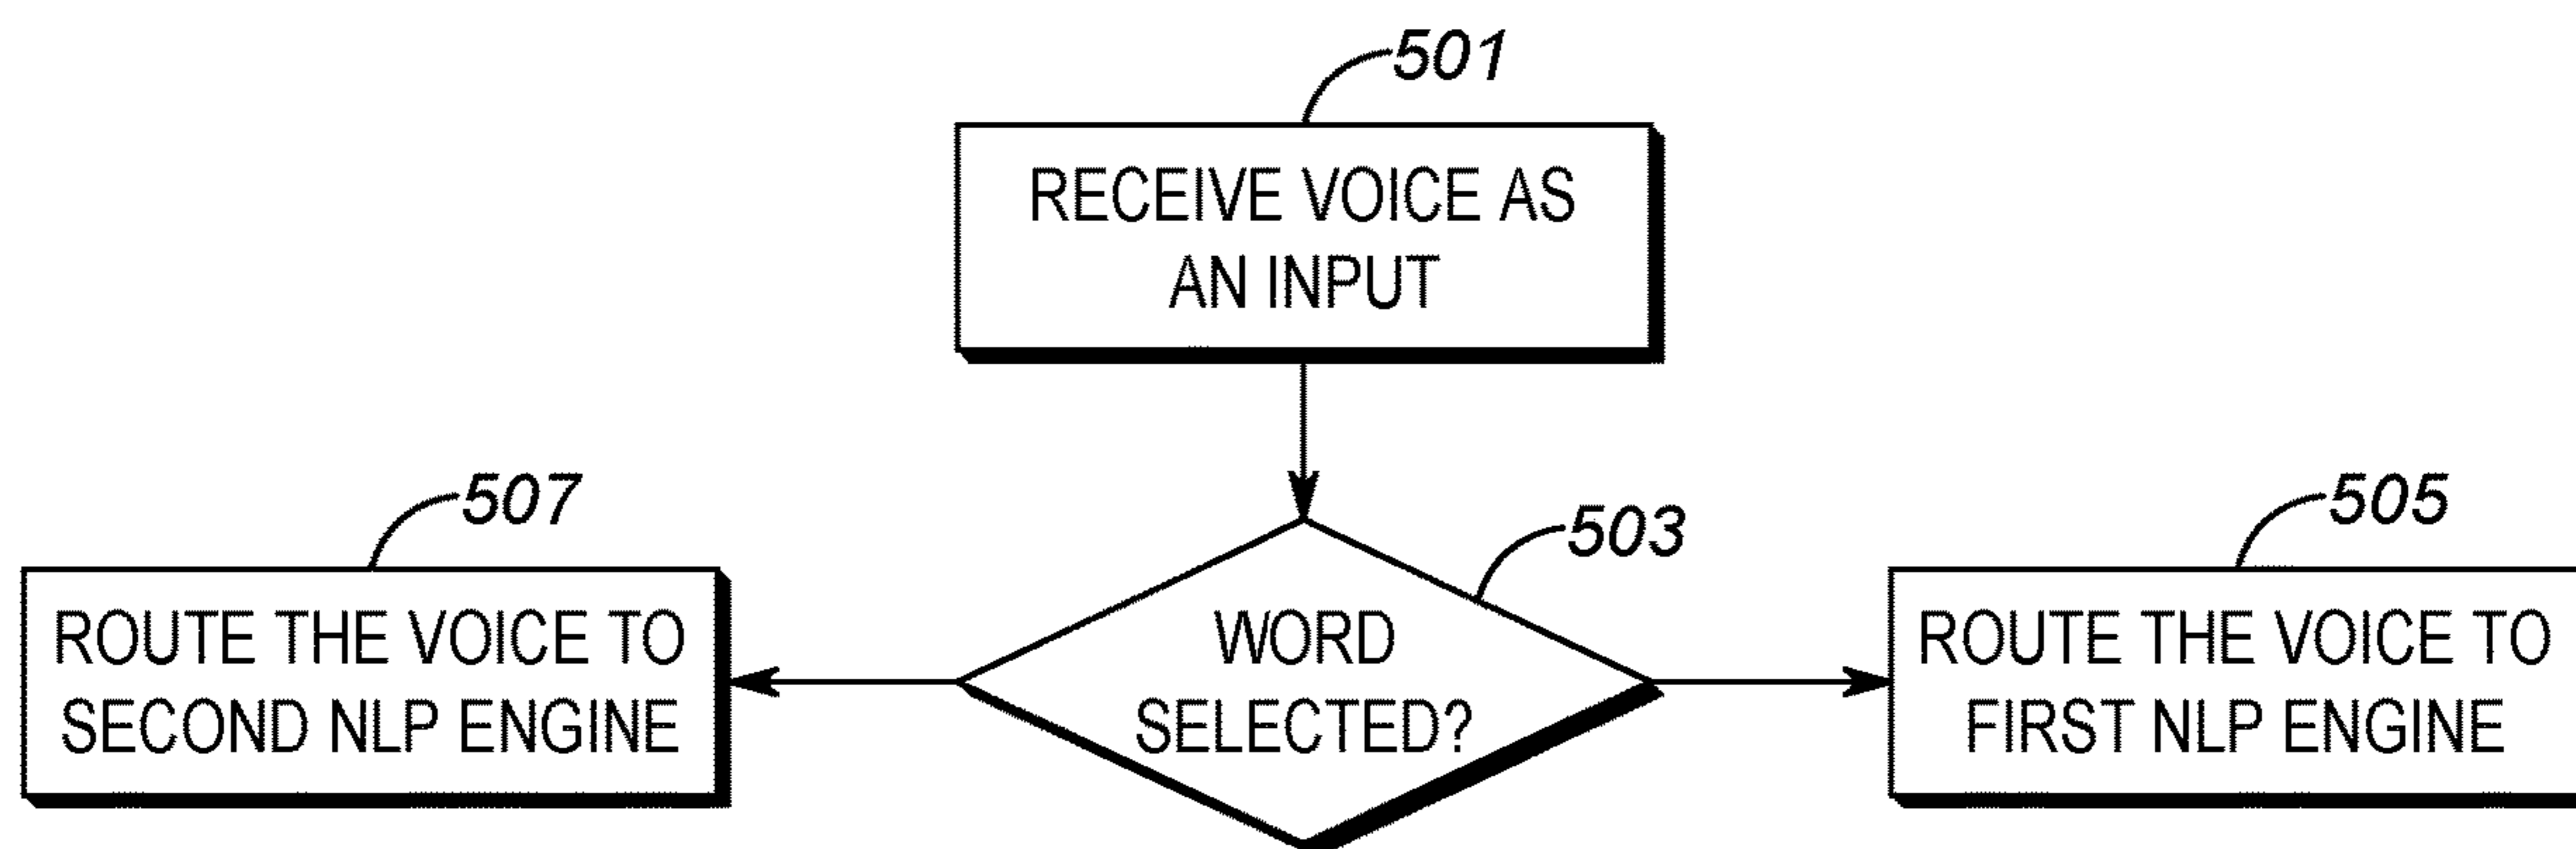 501
RECEIVE VOICE AS
AN INPUT
507
503
505
ROUTE THE VOICE TO
SECOND NLP ENGINE
WORD
SELECTED?
ROUTE THE VOICE TO
FIRST NLP ENGINE